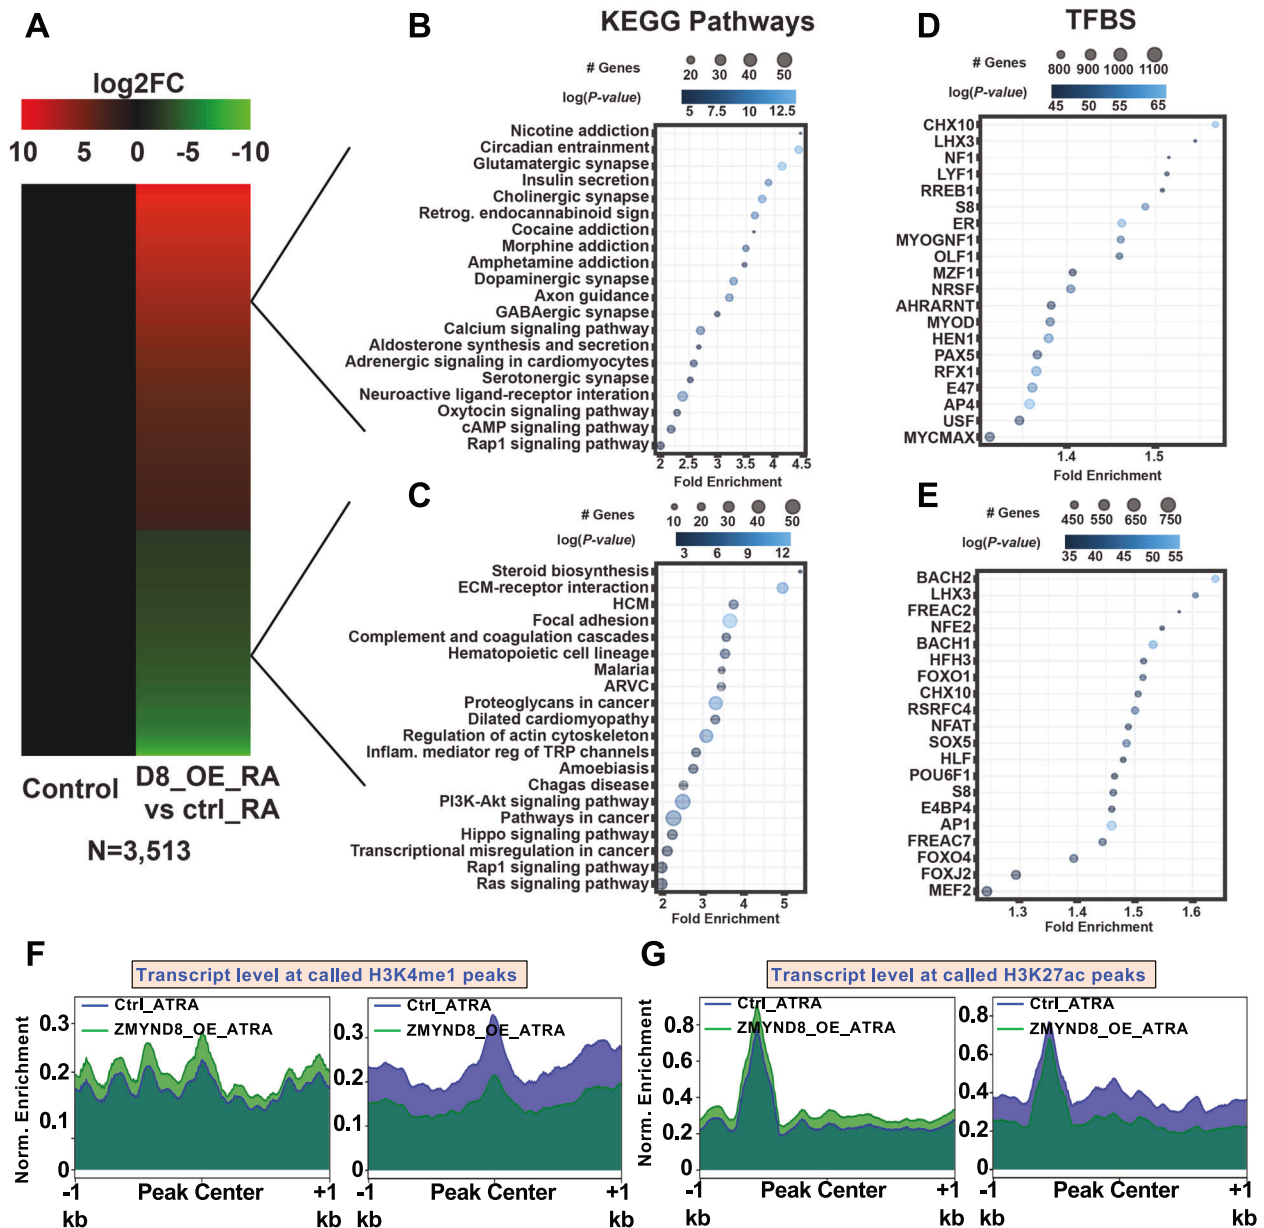 A
log2FC
10 5 0 -5 -10
Control
D8_OE_RA
vs ctrl_RA
N=3,513
B
KEGG Pathways
# Genes
20 30 40 50
log(P-value)
5 7.5 10 12.5
Nicotine addiction
Circadian entrainment
Glutamatergic synapse
Insulin secretion
Cholinergic synapse
Retrog. endocannabinoid sign
Cocaine addiction
Morphine addiction
Amphetamine addiction
Dopaminergic synapse
Axon guidance
GABAergic synapse
Calcium signaling pathway
Aldosterone synthesis and secretion
Adrenergic signaling in cardiomyocytes
Serotonergic synapse
Neuroactive ligand-receptor interation
Oxytocin signaling pathway
cAMP signaling pathway
Rap1 signaling pathway
2 2.5 3 3.5 4 4.5
Fold Enrichment
C
# Genes
10 20 30 40 50
log(P-value)
3 6 9 12
Steroid biosynthesis
ECM-receptor interaction
HCM
Focal adhesion
Complement and coagulation cascades
Hematopoietic cell lineage
Malaria
ARVC
Proteoglycans in cancer
Dilated cardiomyopathy
Regulation of actin cytoskeleton
Inflam. mediator reg of TRP channels
Amoebiasis
Chagas disease
PI3K-Akt signaling pathway
Pathways in cancer
Hippo signaling pathway
Transcriptional misregulation in cancer
Rap1 signaling pathway
Ras signaling pathway
2 3 4 5
Fold Enrichment
D
TFBS
# Genes
800 900 1000 1100
log(P-value)
45 50 55 65
CHX10
LHX3
NF1
LYF1
RREB1
S8
ER
MYOGNF1
OLF1
MZF1
NRSF
AHRARNT
MYOD
HEN1
PAX5
RFX1
E47
AP4
USF
MYCMAX
1.4 1.5
Fold Enrichment
E
# Genes
450 550 650 750
log(P-value)
35 40 45 50 55
BACH2
LHX3
FREAC2
NFE2
BACH1
HFH3
FOXO1
CHX10
RSRFC4
NFAT
SOX5
HLF
POU6F1
S8
E4BP4
AP1
FREAC7
FOXO4
FOXJ2
MEF2
1.3 1.4 1.5 1.6
Fold Enrichment
F
Transcript level at called H3K4me1 peaks
Norm. Enrichment
Ctrl_ATRA
ZMYND8_OE_ATRA
0.3
0.2
0.1
0
-1
kb
Peak Center
+1
kb
Ctrl_ATRA
ZMYND8_OE_ATRA
0.3
0.2
0.1
0
-1
kb
Peak Center
+1
kb
G
Transcript level at called H3K27ac peaks
Norm. Enrichment
Ctrl_ATRA
ZMYND8_OE_ATRA
0.8
0.6
0.4
0.2
0
-1
kb
Peak Center
+1
kb
Ctrl_ATRA
ZMYND8_OE_ATRA
0.8
0.6
0.4
0.2
0
-1
kb
Peak Center
+1
kb